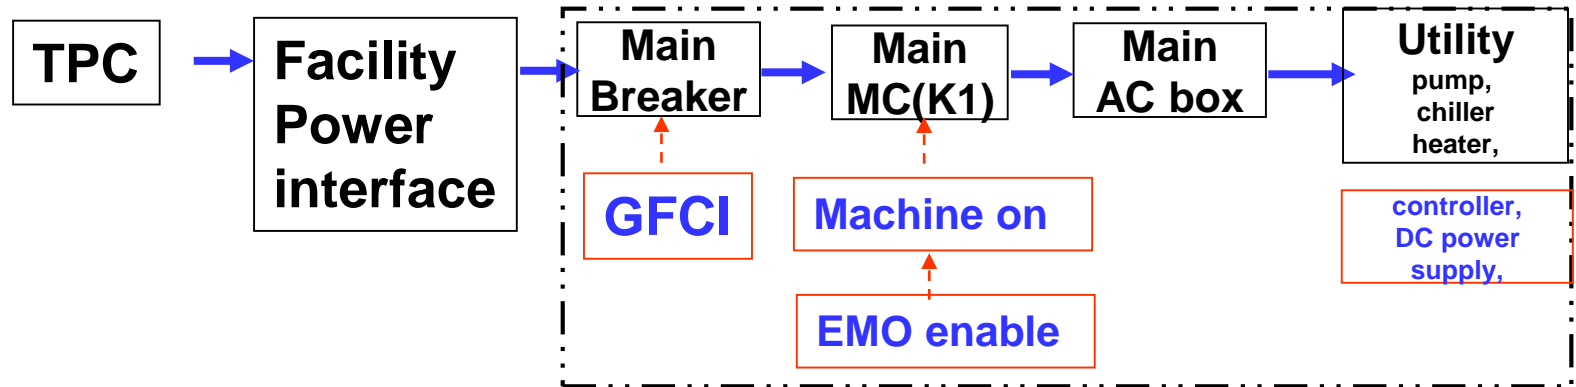 TPC
Facility
Power
interface
Main
Breaker
Main
MC(K1)
Main
AC box
Utility
pump,
chiller
heater,
GFCI
Machine on
EMO enable
controller,
DC power
supply,